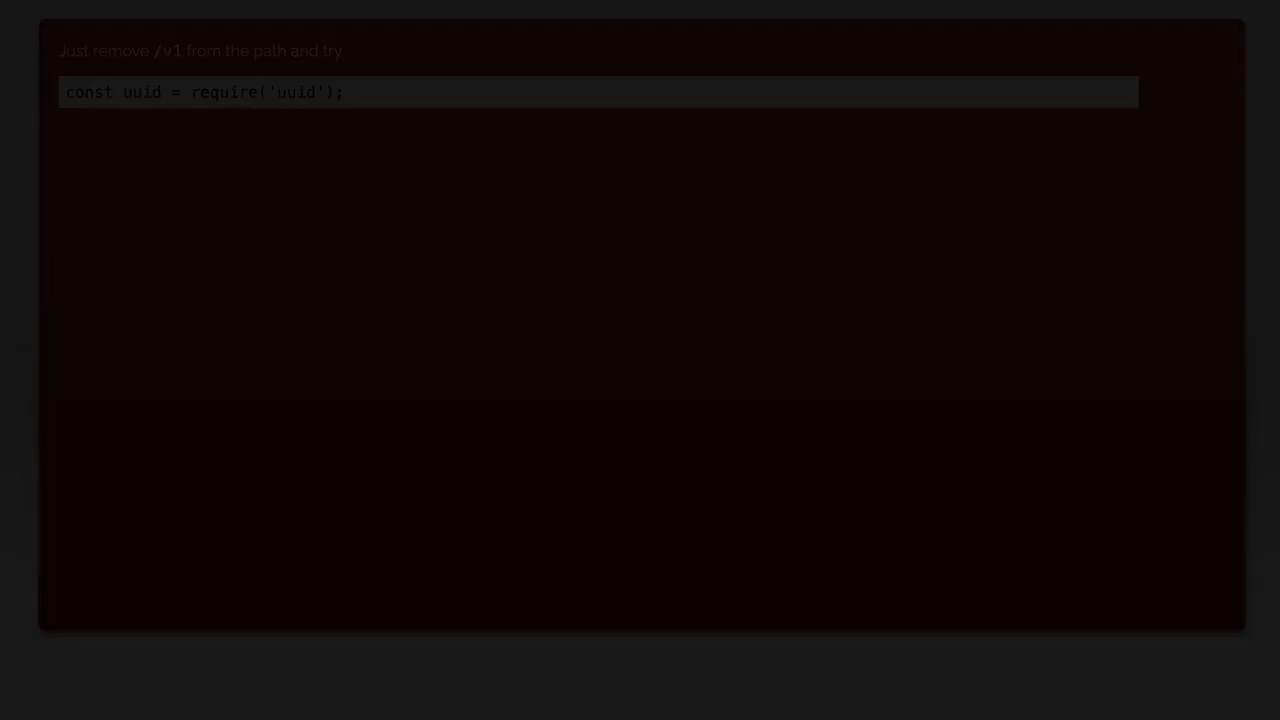 Just remove /v1 from the path and try
const uuid = require('uuid');